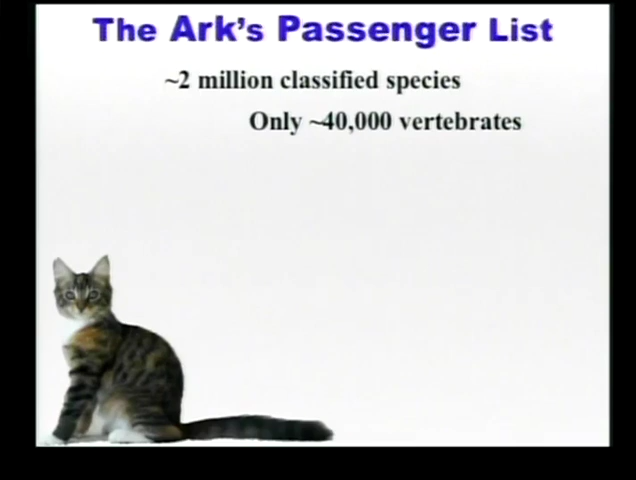 The Ark's Passenger List
~2 million classified species
Only ~40,000 vertebrates